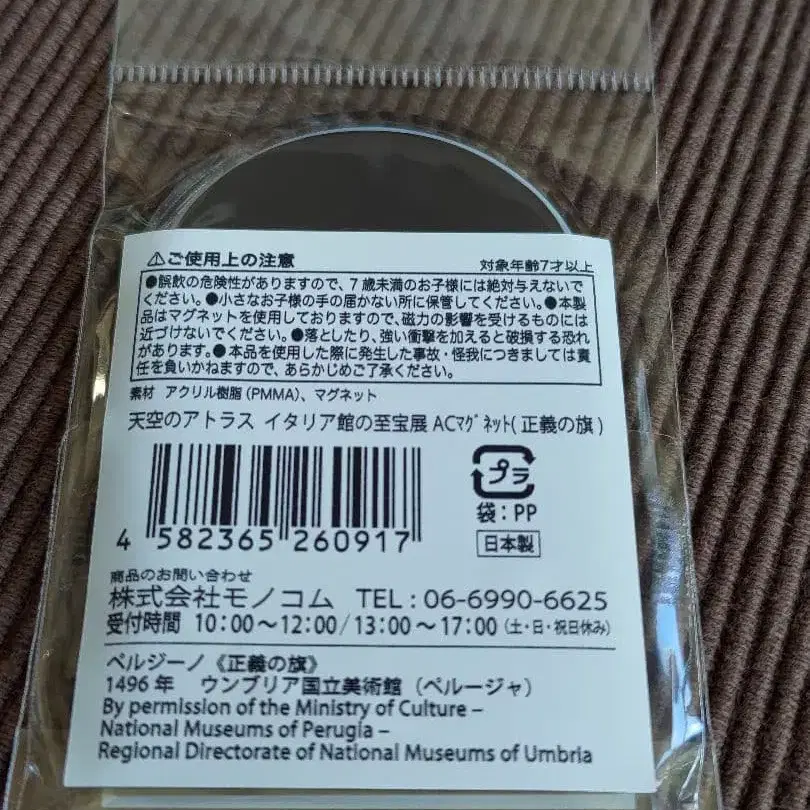 ⚠ご使用上の注意 対象年齢7才以上
●誤飲の危険性がありますので、7歳未満のお子様には絶対与えないで
ください。●小さなお子様の手の届かない所に保管してください。●本製
品はマグネットを使用しておりますので、磁力の影響を受けるものには
近づけないでください。●落としたり、強い衝撃を加えると破損する恐れ
があります。●本品を使用した際に発生した事故・怪我につきましては責
任を負いかねますので、あらかじめご了承ください。
素材 アクリル樹脂(PMMA)、マグネット
天空のアトラス イタリア館の至宝展 ACマグネット(正義の旗)
プラ
袋:PP
日本製
4 582365 260917
商品のお問い合わせ
株式会社モノコム TEL:06-6990-6625
受付時間 10:00〜12:00/13:00〜17:00(土・日・祝日休み)
ペルジーノ《正義の旗》
1496年 ウンブリア国立美術館(ペルージャ)
By permission of the Ministry of Culture –
National Museums of Perugia –
Regional Directorate of National Museums of Umbria